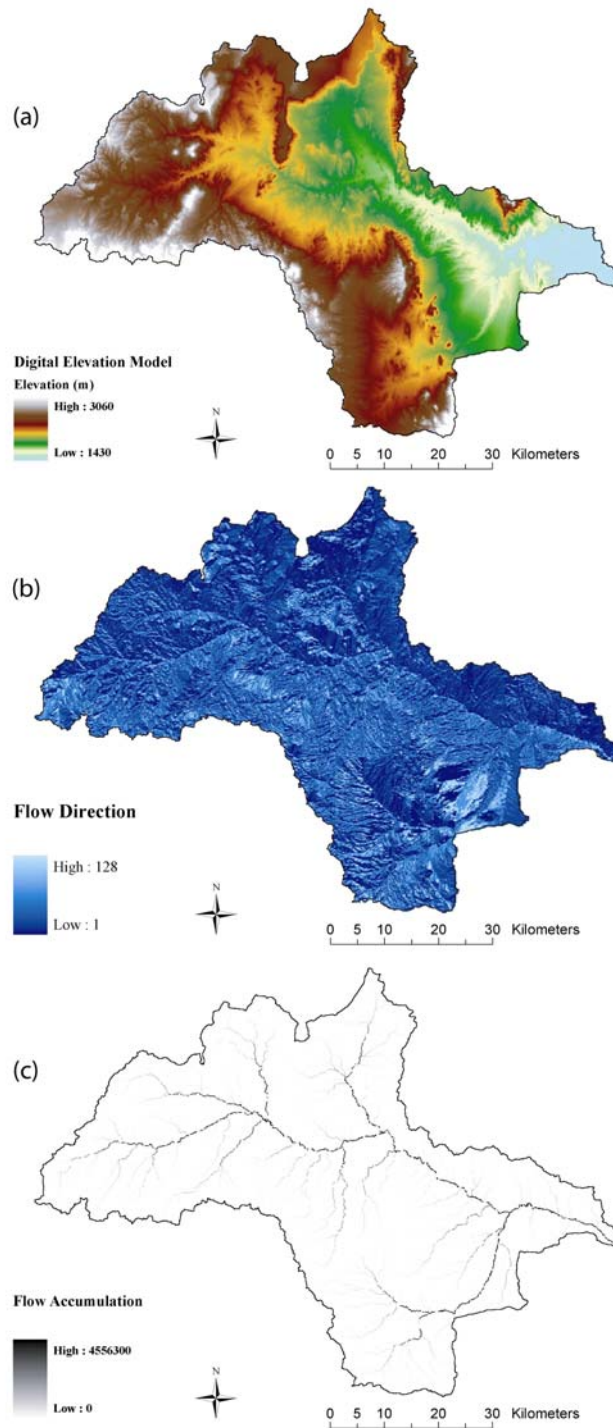 (a)
Digital Elevation Model
Elevation (m)
High : 3060
Low : 1430
N
0 5 10 20 30 Kilometers
(b)
Flow Direction
High : 128
Low : 1
N
0 5 10 20 30 Kilometers
(c)
Flow Accumulation
High : 4556300
Low : 0
N
0 5 10 20 30 Kilometers